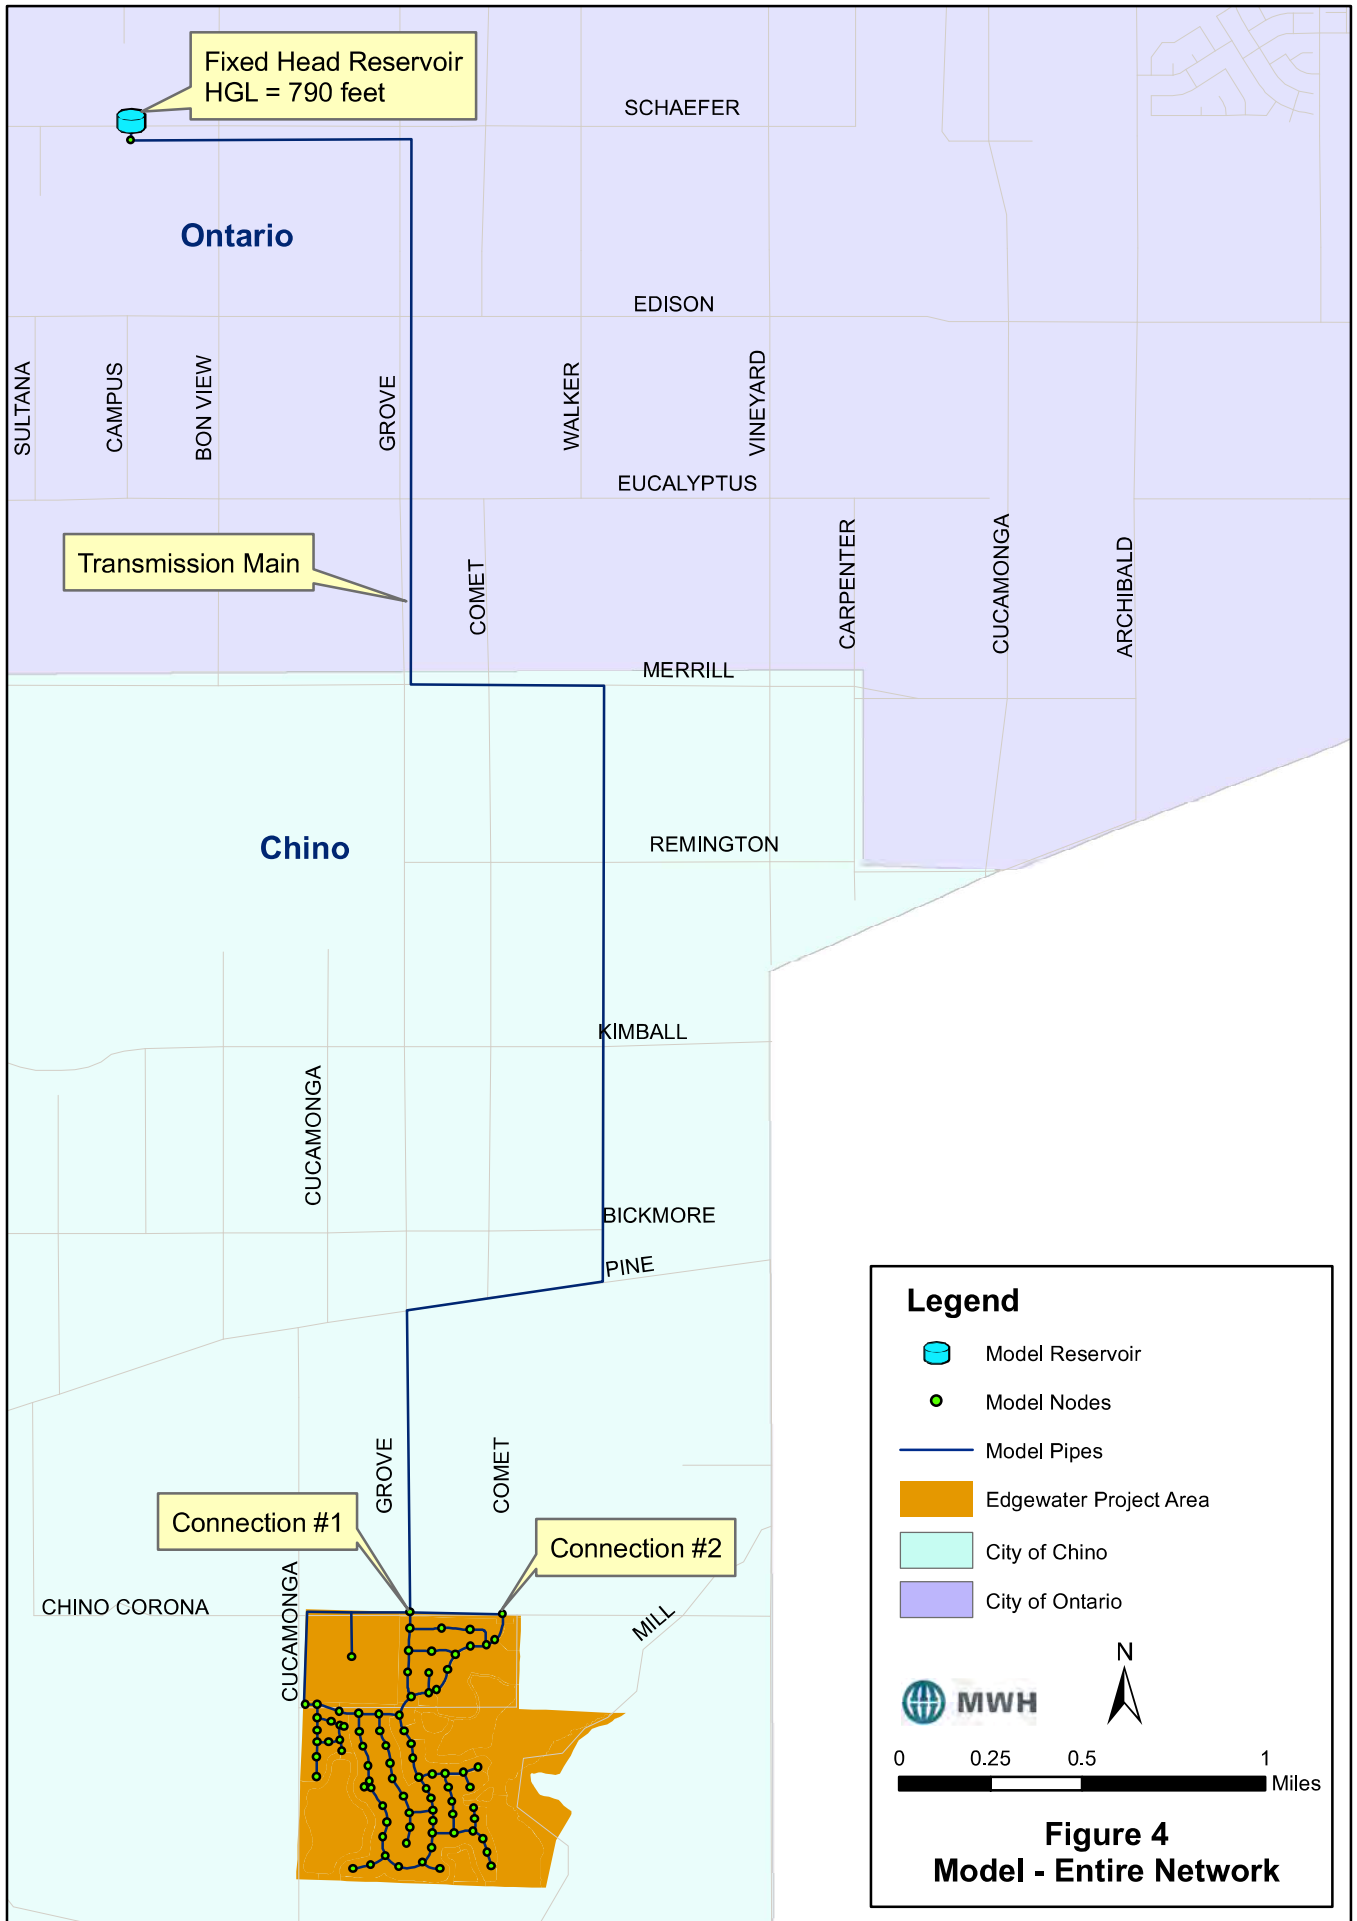 Fixed Head Reservoir
HGL = 790 feet
SCHAEFER
Ontario
EDISON
SULTANA
CAMPUS
BON VIEW
GROVE
WALKER
VINEYARD
EUCALYPTUS
Transmission Main
COMET
CARPENTER
CUCAMONGA
ARCHIBALD
MERRILL
Chino
REMINGTON
KIMBALL
CUCAMONGA
BICKMORE
PINE
GROVE
COMET
Connection #1
Connection #2
CHINO CORONA
CUCAMONGA
MILL
Legend
Model Reservoir
Model Nodes
Model Pipes
Edgewater Project Area
City of Chino
City of Ontario
MWH
N
0 0.25 0.5 1
Miles
Figure 4
Model - Entire Network